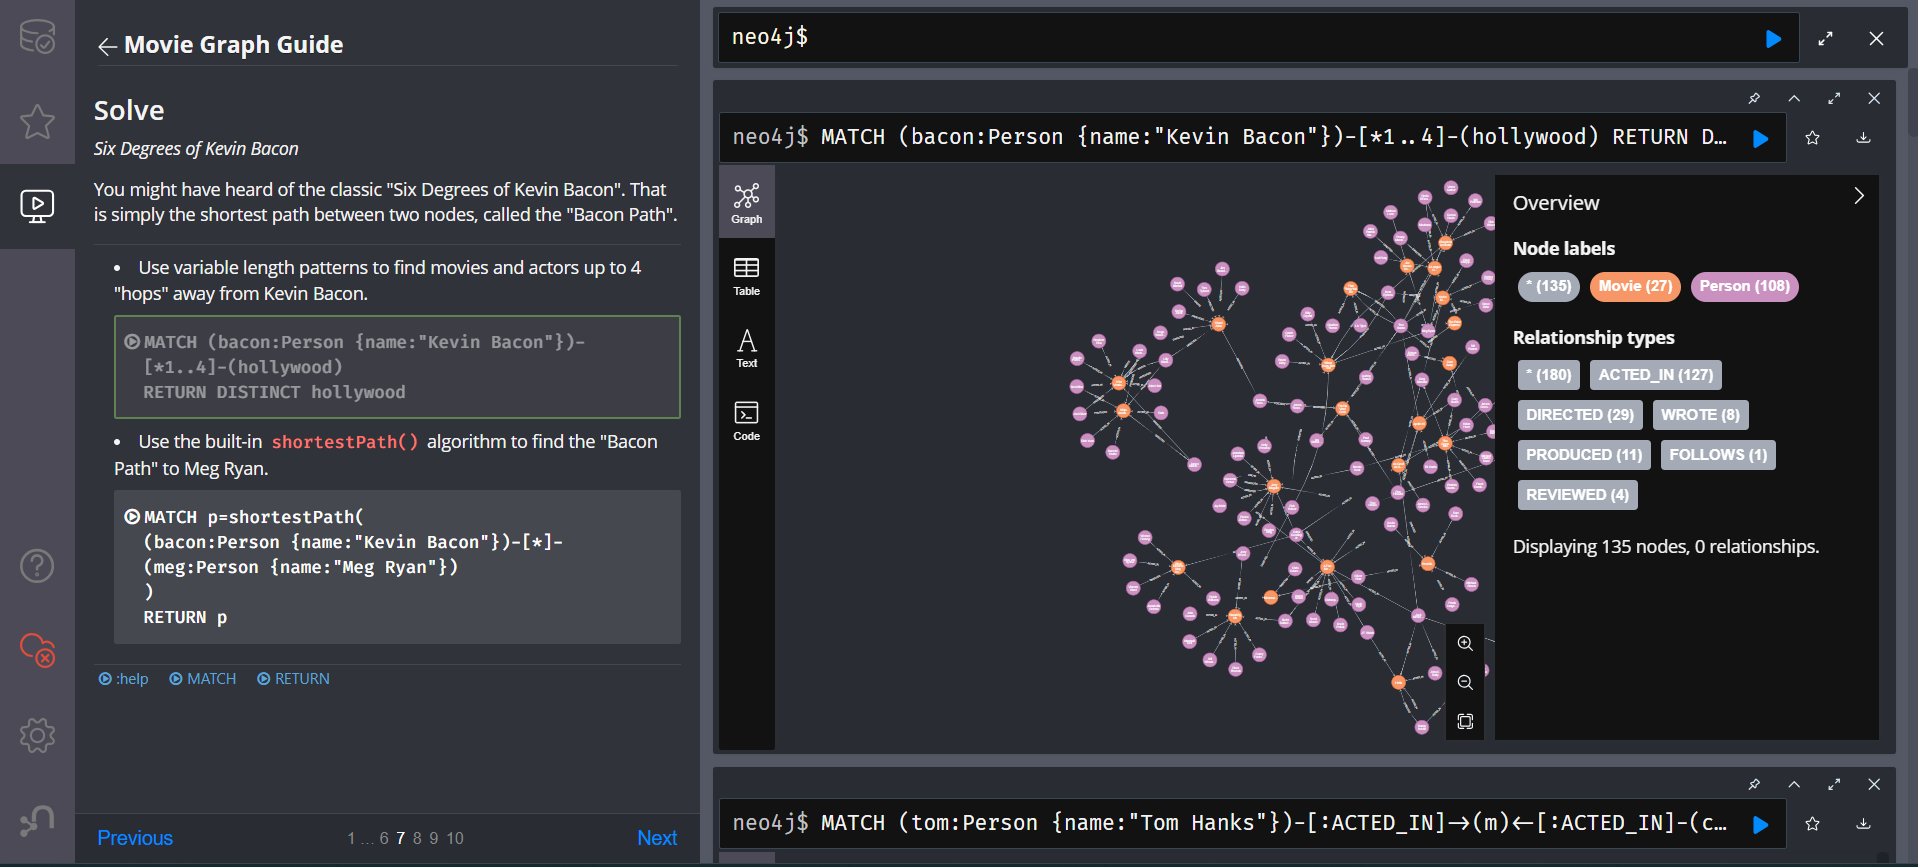 Movie Graph Guide
Solve
Six Degrees of Kevin Bacon
You might have heard of the classic "Six Degrees of Kevin Bacon". That
is simply the shortest path between two nodes, called the "Bacon Path".
• Use variable length patterns to find movies and actors up to 4
"hops" away from Kevin Bacon.
MATCH (bacon:Person {name:"Kevin Bacon"})-
[*1..4]-(hollywood)
RETURN DISTINCT hollywood
• Use the built-in shortestPath() algorithm to find the "Bacon
Path" to Meg Ryan.
MATCH p=shortestPath(
(bacon:Person {name:"Kevin Bacon"})-[*]-
(meg:Person {name:"Meg Ryan"})
)
RETURN p
:help MATCH RETURN
Previous 1 ... 6 7 8 9 10 Next
neo4j$
neo4j$ MATCH (bacon:Person {name:"Kevin Bacon"})-[*1..4]-(hollywood) RETURN D…
Graph
Table
Text
Code
Overview
Node labels
* (135) Movie (27) Person (108)
Relationship types
* (180) ACTED_IN (127)
DIRECTED (29) WROTE (8)
PRODUCED (11) FOLLOWS (1)
REVIEWED (4)
Displaying 135 nodes, 0 relationships.
neo4j$ MATCH (tom:Person {name:"Tom Hanks"})-[:ACTED_IN]->(m)<-[:ACTED_IN]-(c…